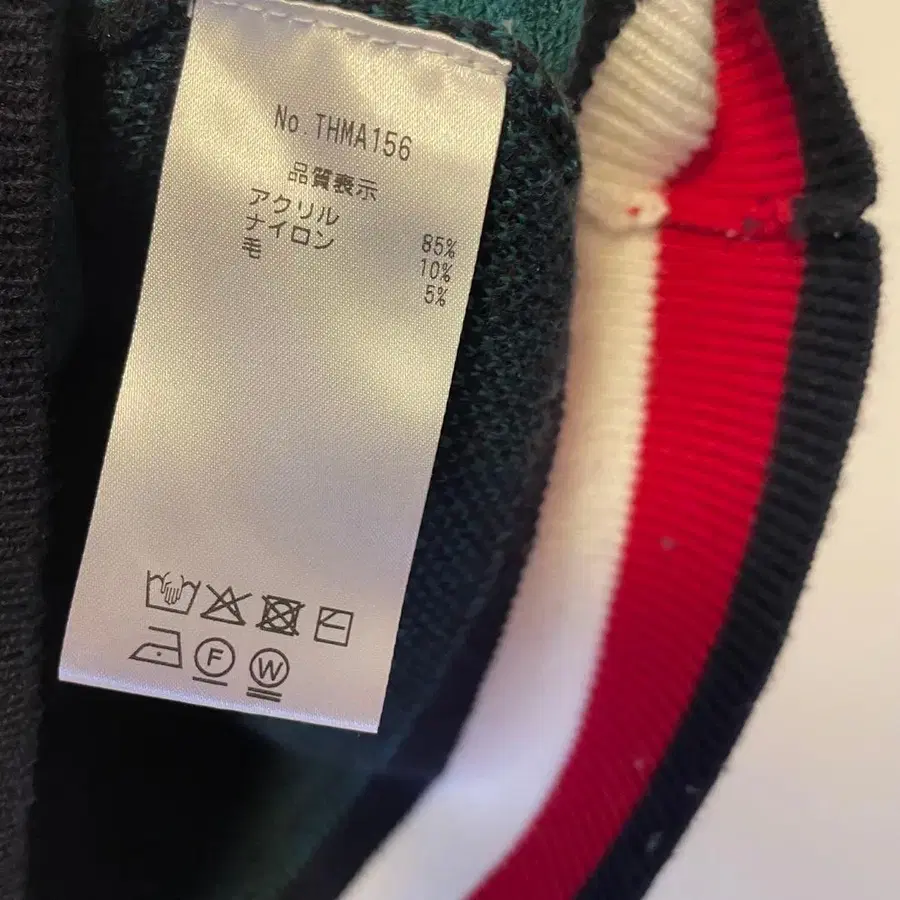 No.THMA156
品質表示
アクリル 85%
ナイロン 10%
毛 5%
F
W